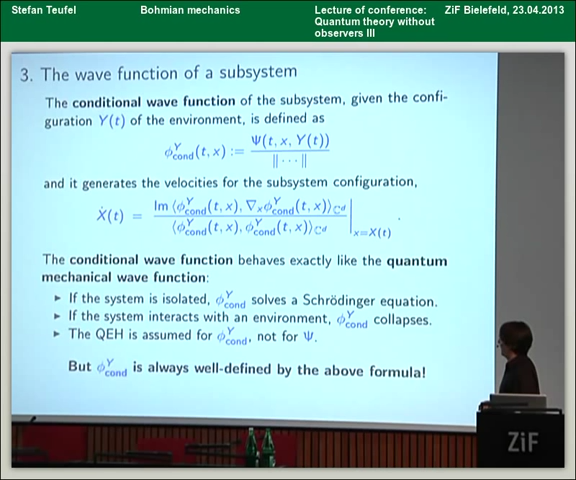 Stefan Teufel Bohmian mechanics Lecture of conference: ZiF Bielefeld, 23.04.2013
Quantum theory without
observers III
3. The wave function of a subsystem
The conditional wave function of the subsystem, given the confi-
guration Y(t) of the environment, is defined as
ϕ^Y_cond(t, x) := Ψ(t, x, Y(t)) / ‖···‖
and it generates the velocities for the subsystem configuration,
Ẋ(t) = Im ⟨ϕ^Y_cond(t, x), ∇_x ϕ^Y_cond(t, x)⟩_ℂ^d / ⟨ϕ^Y_cond(t, x), ϕ^Y_cond(t, x)⟩_ℂ^d |_x=X(t) .
The conditional wave function behaves exactly like the quantum
mechanical wave function:
► If the system is isolated, ϕ^Y_cond solves a Schrödinger equation.
► If the system interacts with an environment, ϕ^Y_cond collapses.
► The QEH is assumed for ϕ^Y_cond, not for Ψ.
But ϕ^Y_cond is always well-defined by the above formula!
ZiF